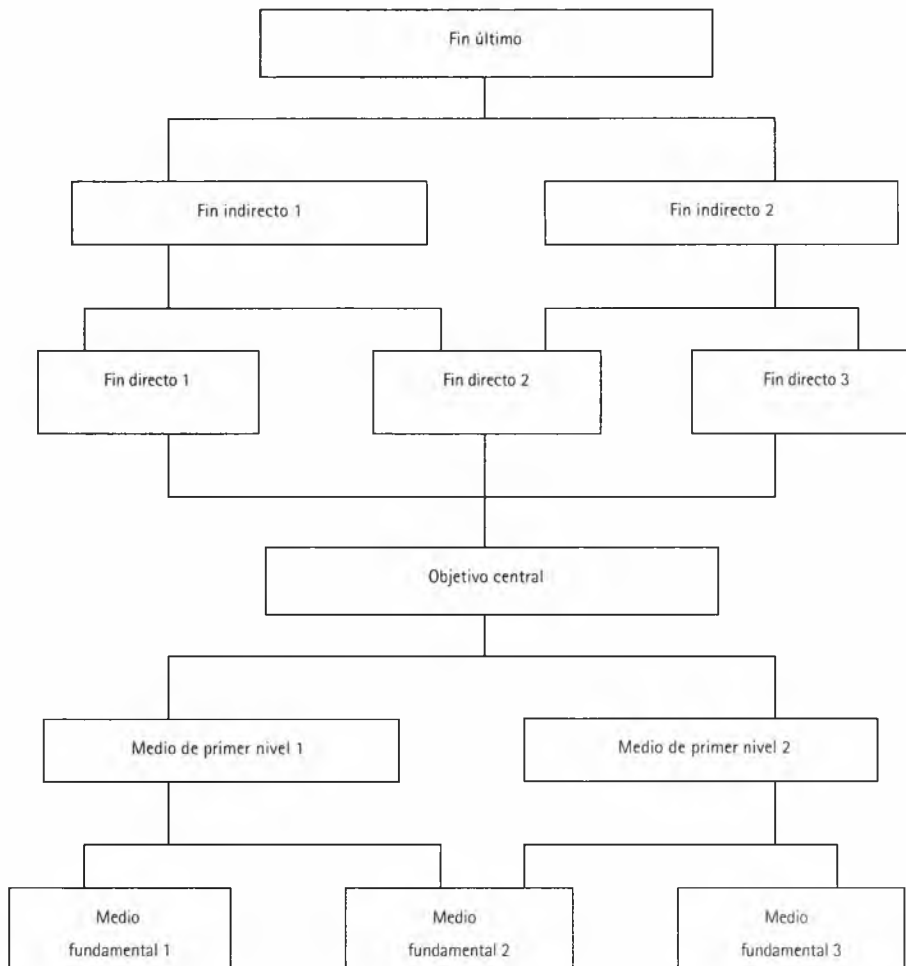 Fin último
Fin indirecto 1
Fin indirecto 2
Fin directo 1
Fin directo 2
Fin directo 3
Objetivo central
Medio de primer nivel 1
Medio de primer nivel 2
Medio
fundamental 1
Medio
fundamental 2
Medio
fundamental 3